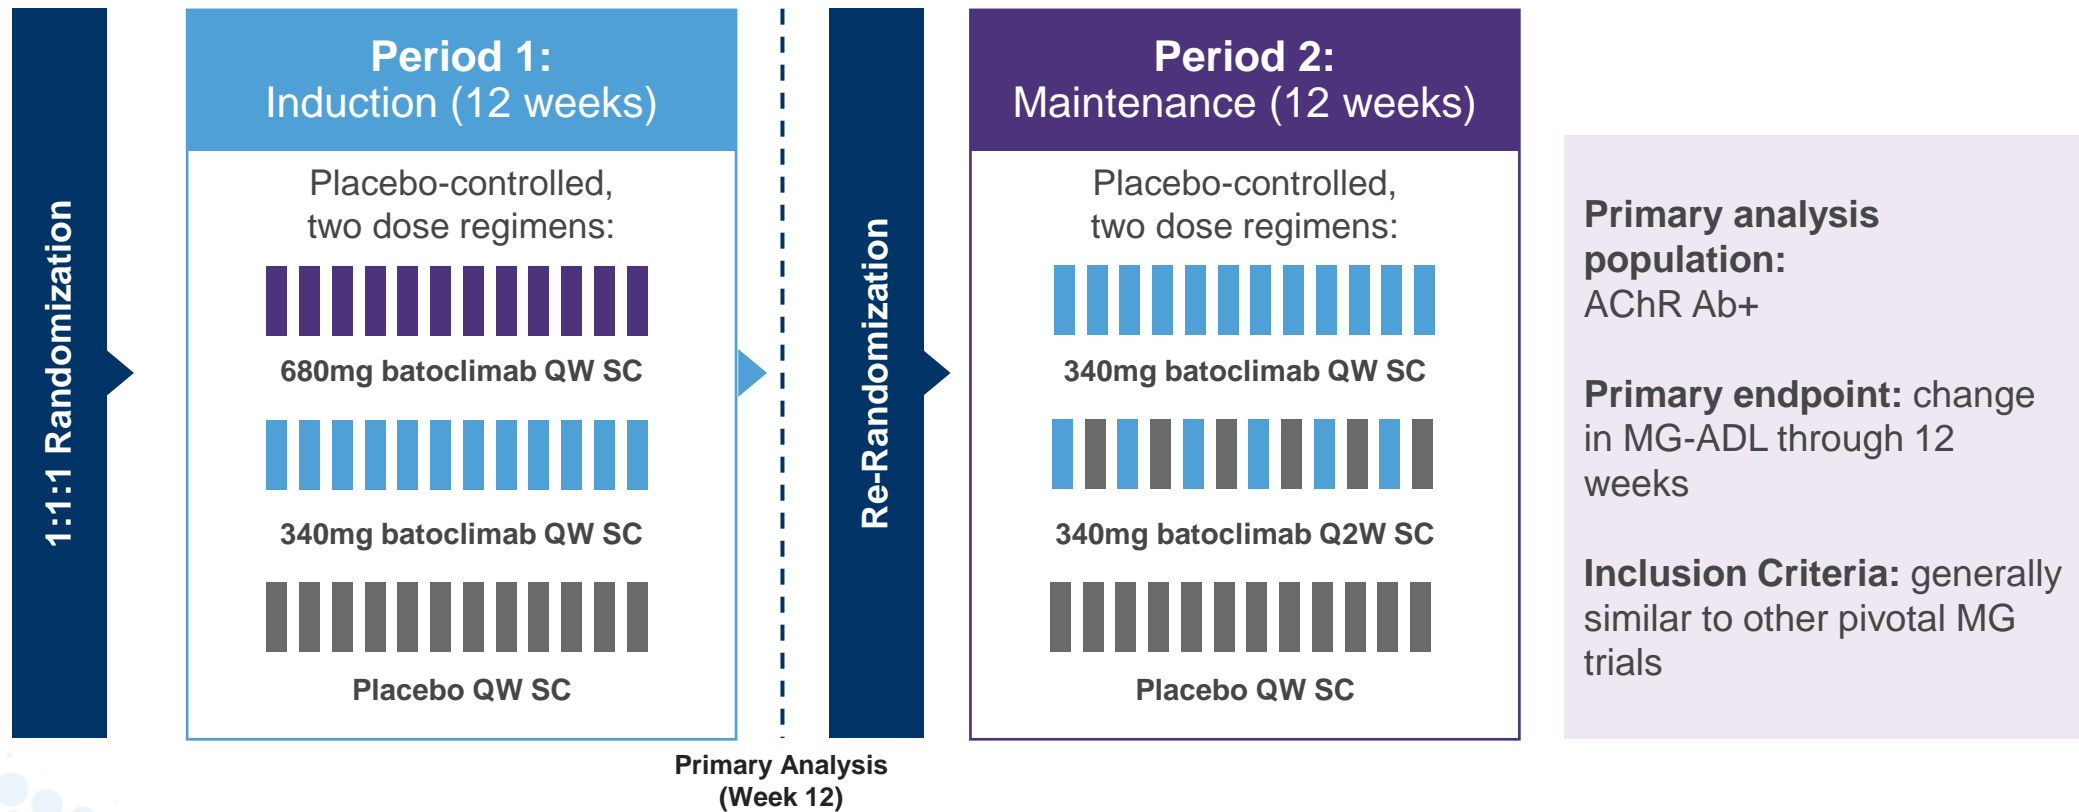 1:1:1 Randomization
Period 1:
Induction (12 weeks)
Placebo-controlled,
two dose regimens:
680mg batoclimab QW SC
340mg batoclimab QW SC
Placebo QW SC
Primary Analysis
(Week 12)
Re-Randomization
Period 2:
Maintenance (12 weeks)
Placebo-controlled,
two dose regimens:
340mg batoclimab QW SC
340mg batoclimab Q2W SC
Placebo QW SC
Primary analysis
population:
AChR Ab+
Primary endpoint: change
in MG-ADL through 12
weeks
Inclusion Criteria: generally
similar to other pivotal MG
trials